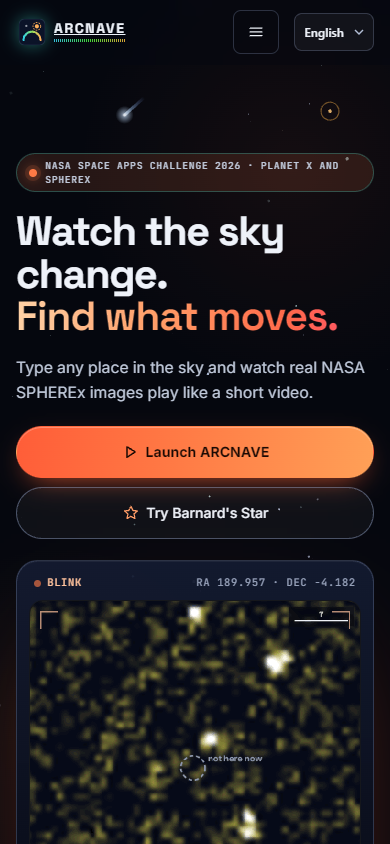 ARCNAVE
English
NASA SPACE APPS CHALLENGE 2026 · PLANET X AND
SPHEREX
Watch the sky
change.
Find what moves.
Type any place in the sky and watch real NASA
SPHEREx images play like a short video.
Launch ARCNAVE
Try Barnard's Star
BLINK
RA 189.957 · DEC -4.182
not here now